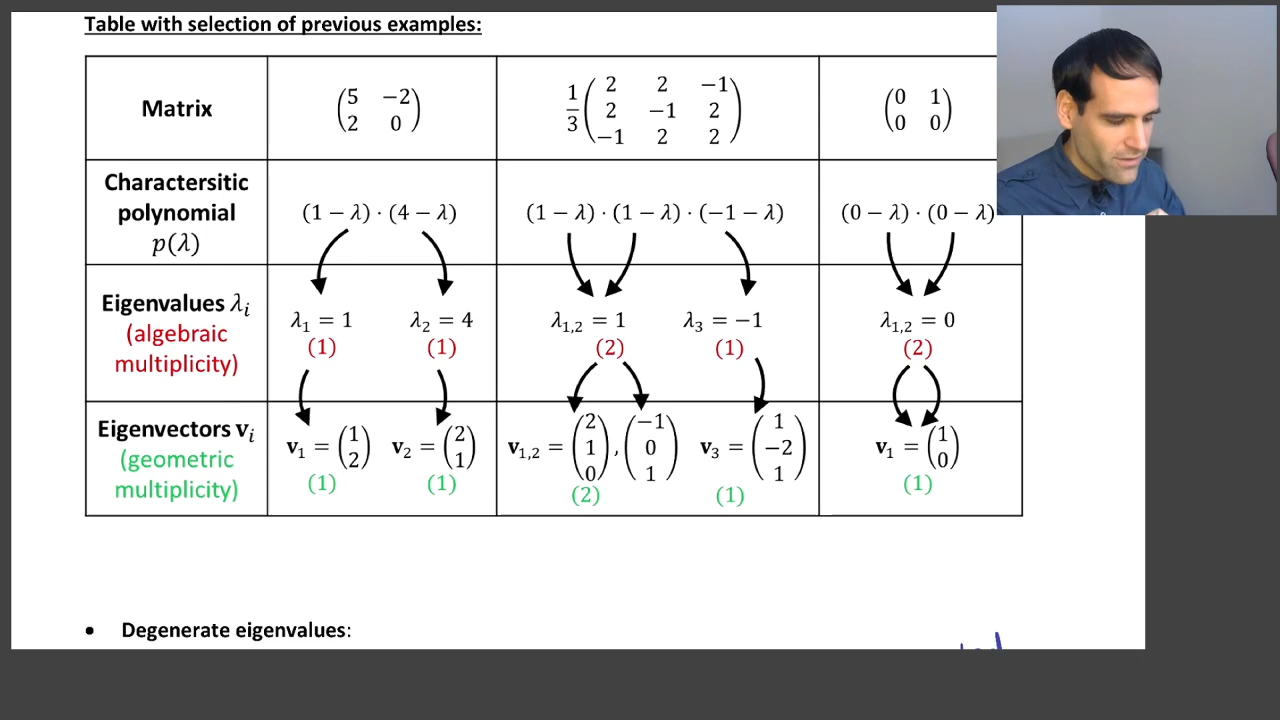 Table with selection of previous examples:
Matrix
(5 −2
2 0)
1/3 (2 2 −1
2 −1 2
−1 2 2)
(0 1
0 0)
Charactersitic
polynomial
p(λ)
(1 − λ) · (4 − λ)
(1 − λ) · (1 − λ) · (−1 − λ)
(0 − λ) · (0 − λ)
Eigenvalues λᵢ
(algebraic
multiplicity)
λ₁ = 1
(1)
λ₂ = 4
(1)
λ₁,₂ = 1
(2)
λ₃ = −1
(1)
λ₁,₂ = 0
(2)
Eigenvectors vᵢ
(geometric
multiplicity)
v₁ = (1
2)
(1)
v₂ = (2
1)
(1)
v₁,₂ = (2
1
0), (−1
0
1)
(2)
v₃ = (1
−2
1)
(1)
v₁ = (1
0)
(1)
• Degenerate eigenvalues: